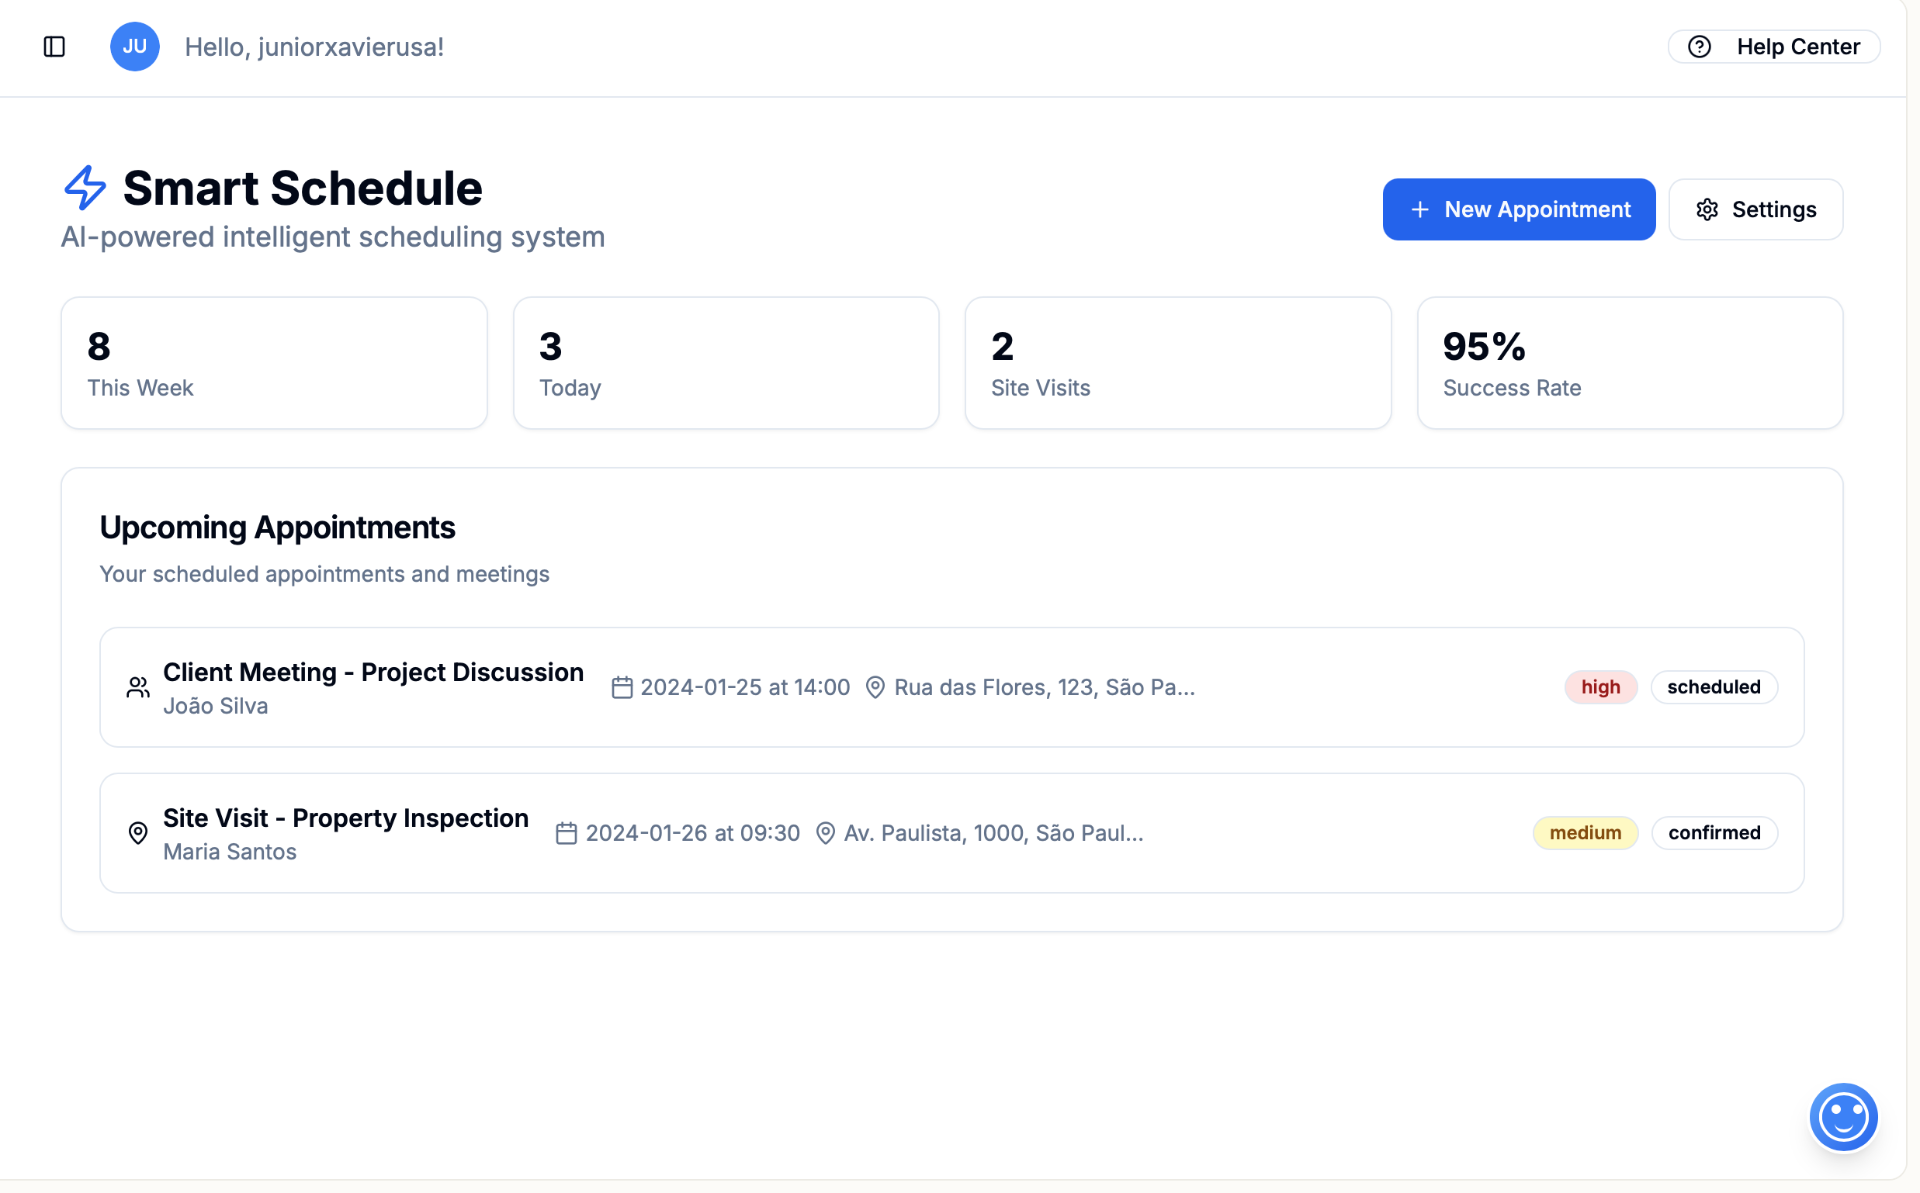 JU
Hello, juniorxavierusa!
Help Center
Smart Schedule
AI-powered intelligent scheduling system
New Appointment
Settings
8
This Week
3
Today
2
Site Visits
95%
Success Rate
Upcoming Appointments
Your scheduled appointments and meetings
Client Meeting - Project Discussion
João Silva
2024-01-25 at 14:00
Rua das Flores, 123, São Pa...
high
scheduled
Site Visit - Property Inspection
Maria Santos
2024-01-26 at 09:30
Av. Paulista, 1000, São Paul...
medium
confirmed